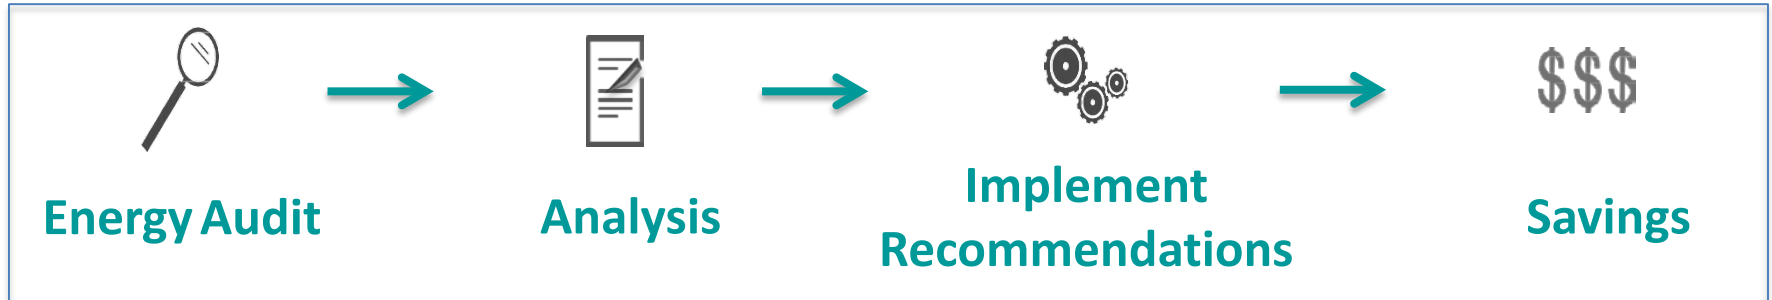 $$$
Energy Audit
Analysis
Implement
Recommendations
Savings